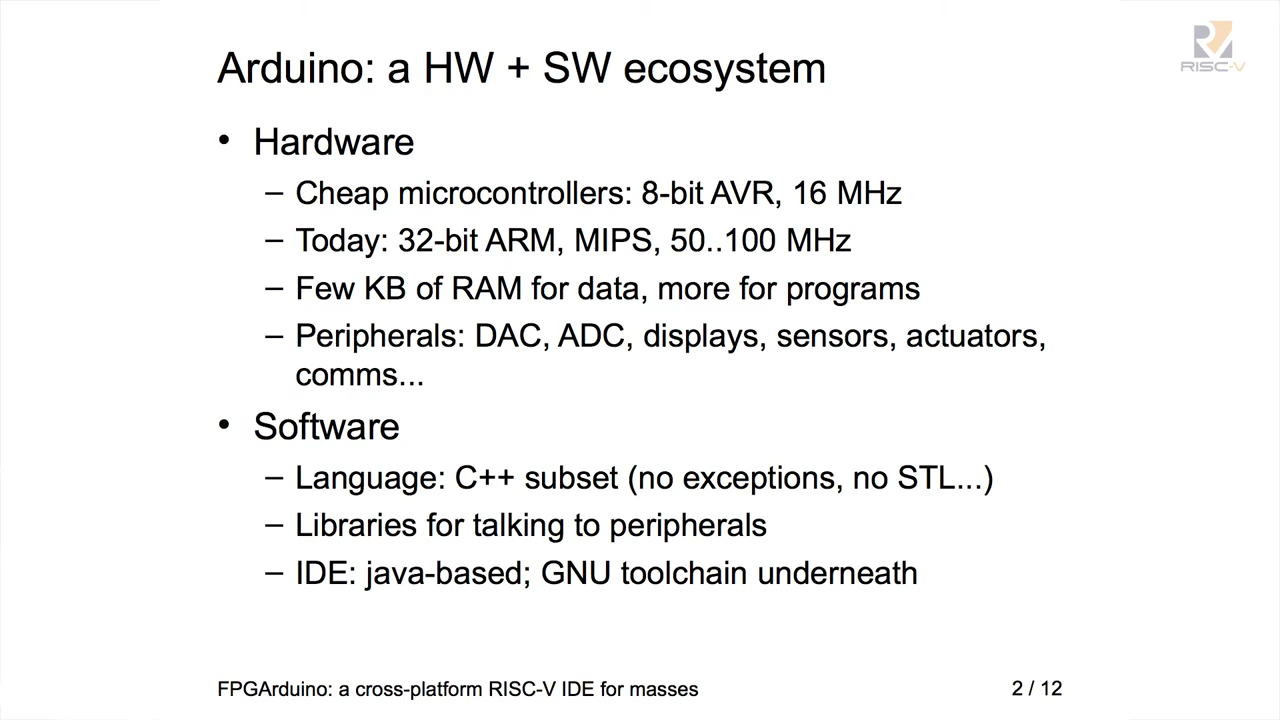 RISC-V
Arduino: a HW + SW ecosystem
• Hardware
– Cheap microcontrollers: 8-bit AVR, 16 MHz
– Today: 32-bit ARM, MIPS, 50..100 MHz
– Few KB of RAM for data, more for programs
– Peripherals: DAC, ADC, displays, sensors, actuators,
comms...
• Software
– Language: C++ subset (no exceptions, no STL...)
– Libraries for talking to peripherals
– IDE: java-based; GNU toolchain underneath
FPGArduino: a cross-platform RISC-V IDE for masses
2 / 12